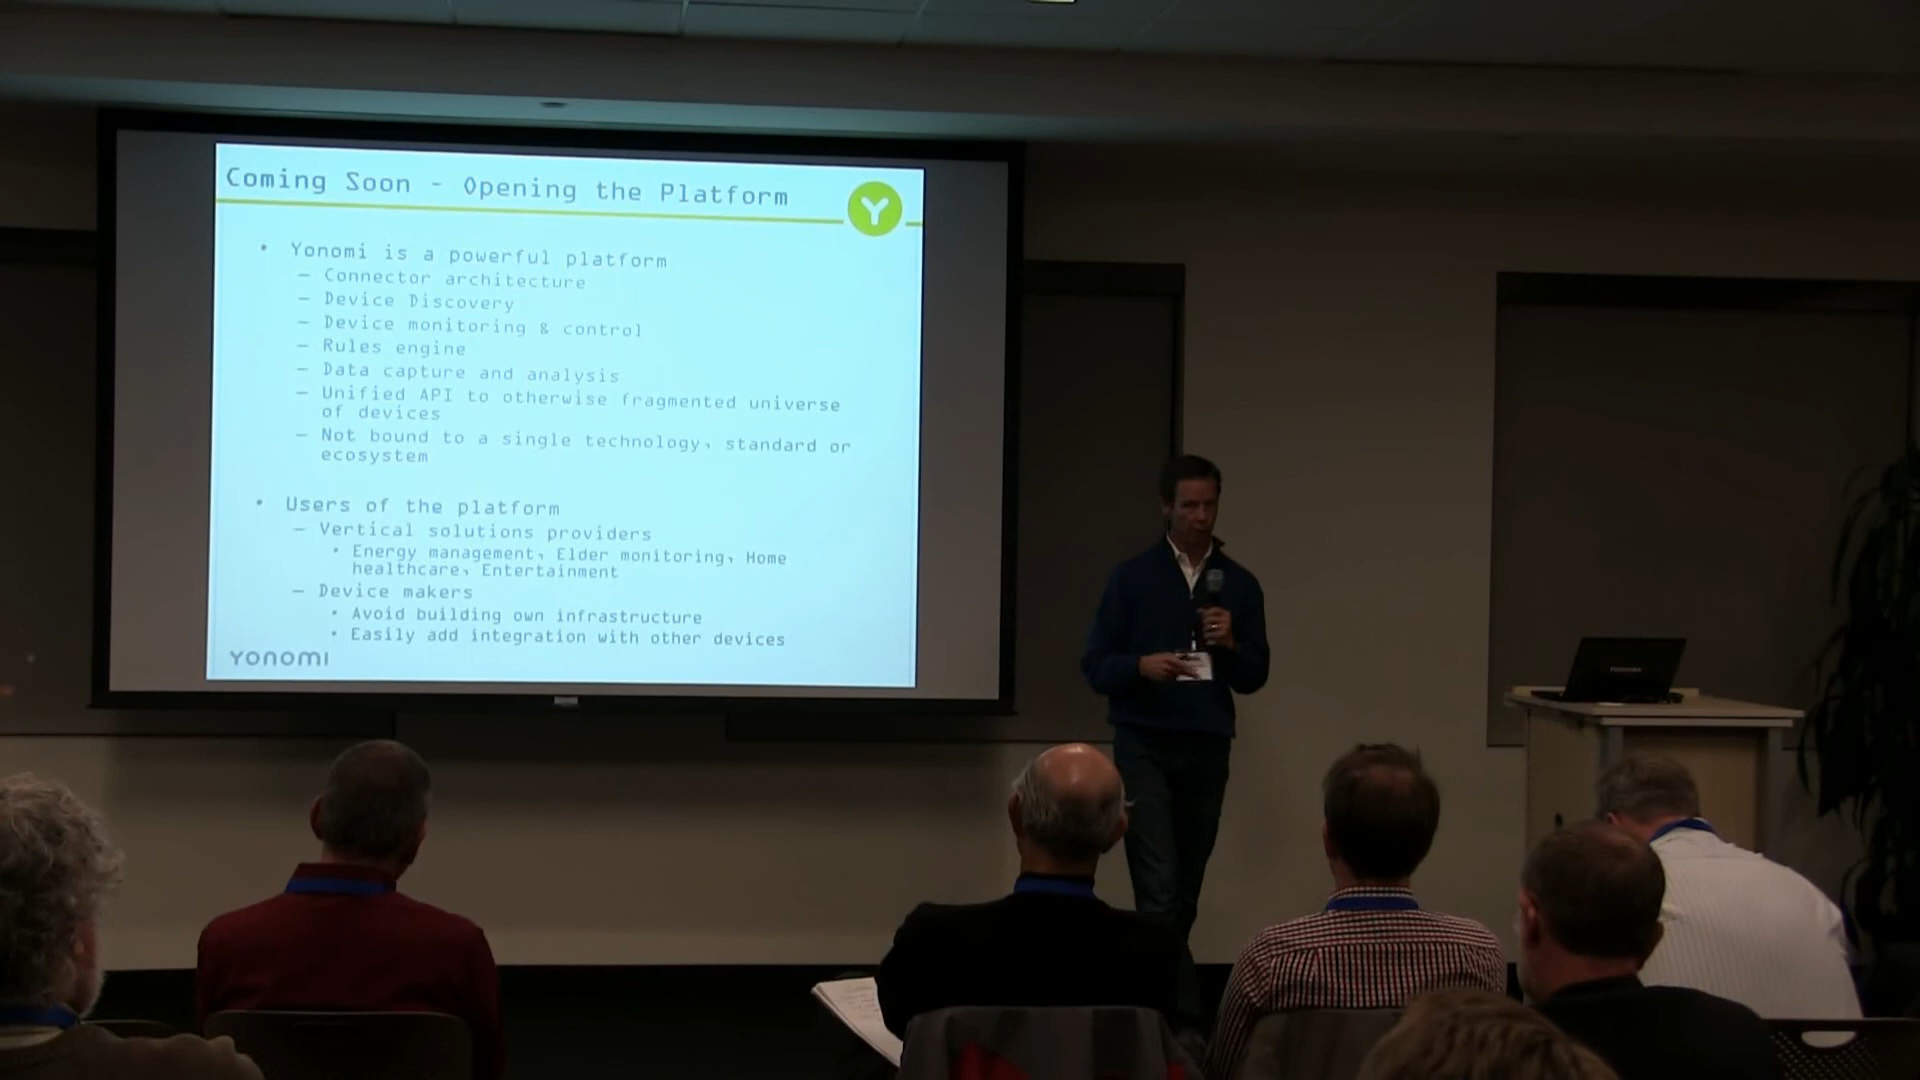 Coming Soon - Opening the Platform
Y
• Yonomi is a powerful platform
– Connector architecture
– Device Discovery
– Device monitoring & control
– Rules engine
– Data capture and analysis
– Unified API to otherwise fragmented universe
of devices
– Not bound to a single technology, standard or
ecosystem
• Users of the platform
– Vertical solutions providers
• Energy management, Elder monitoring, Home
healthcare, Entertainment
– Device makers
• Avoid building own infrastructure
• Easily add integration with other devices
YONOMI
TOSHIBA